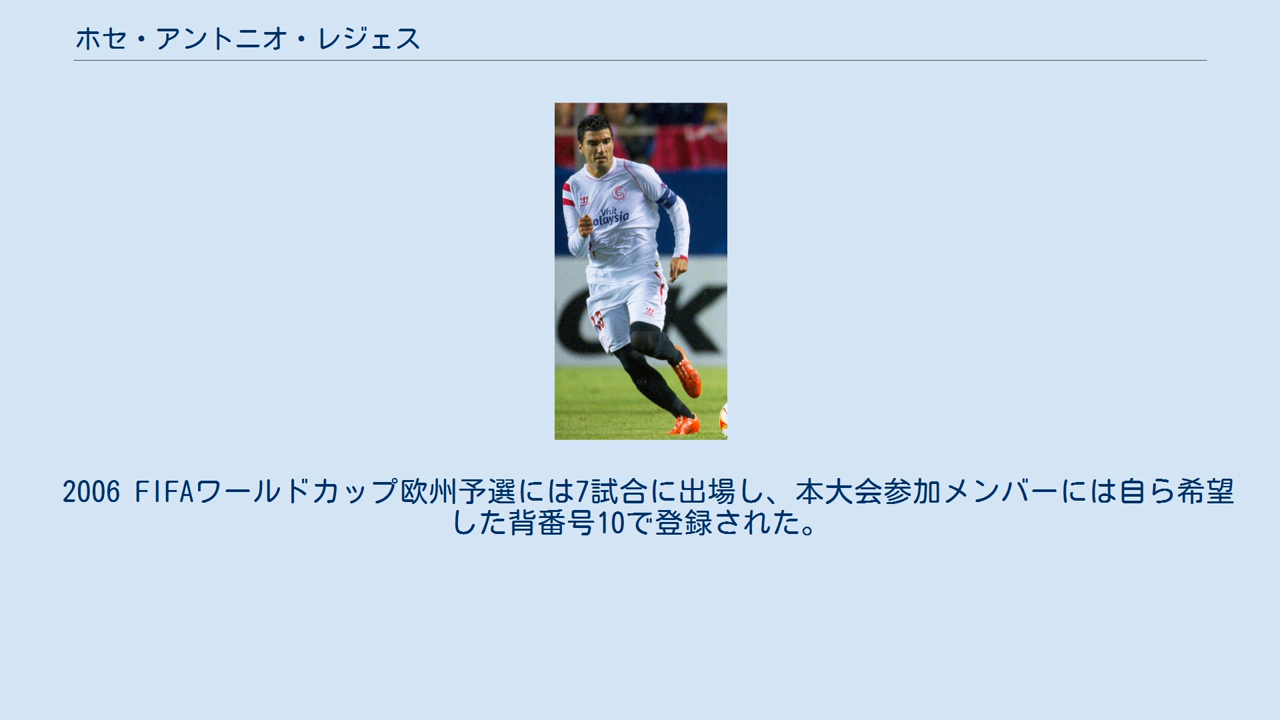 ホセ・アントニオ・レジェス
Visit
alaysia
CK
2006 FIFAワールドカップ欧州予選には7試合に出場し、本大会参加メンバーには自ら希望
した背番号10で登録された。